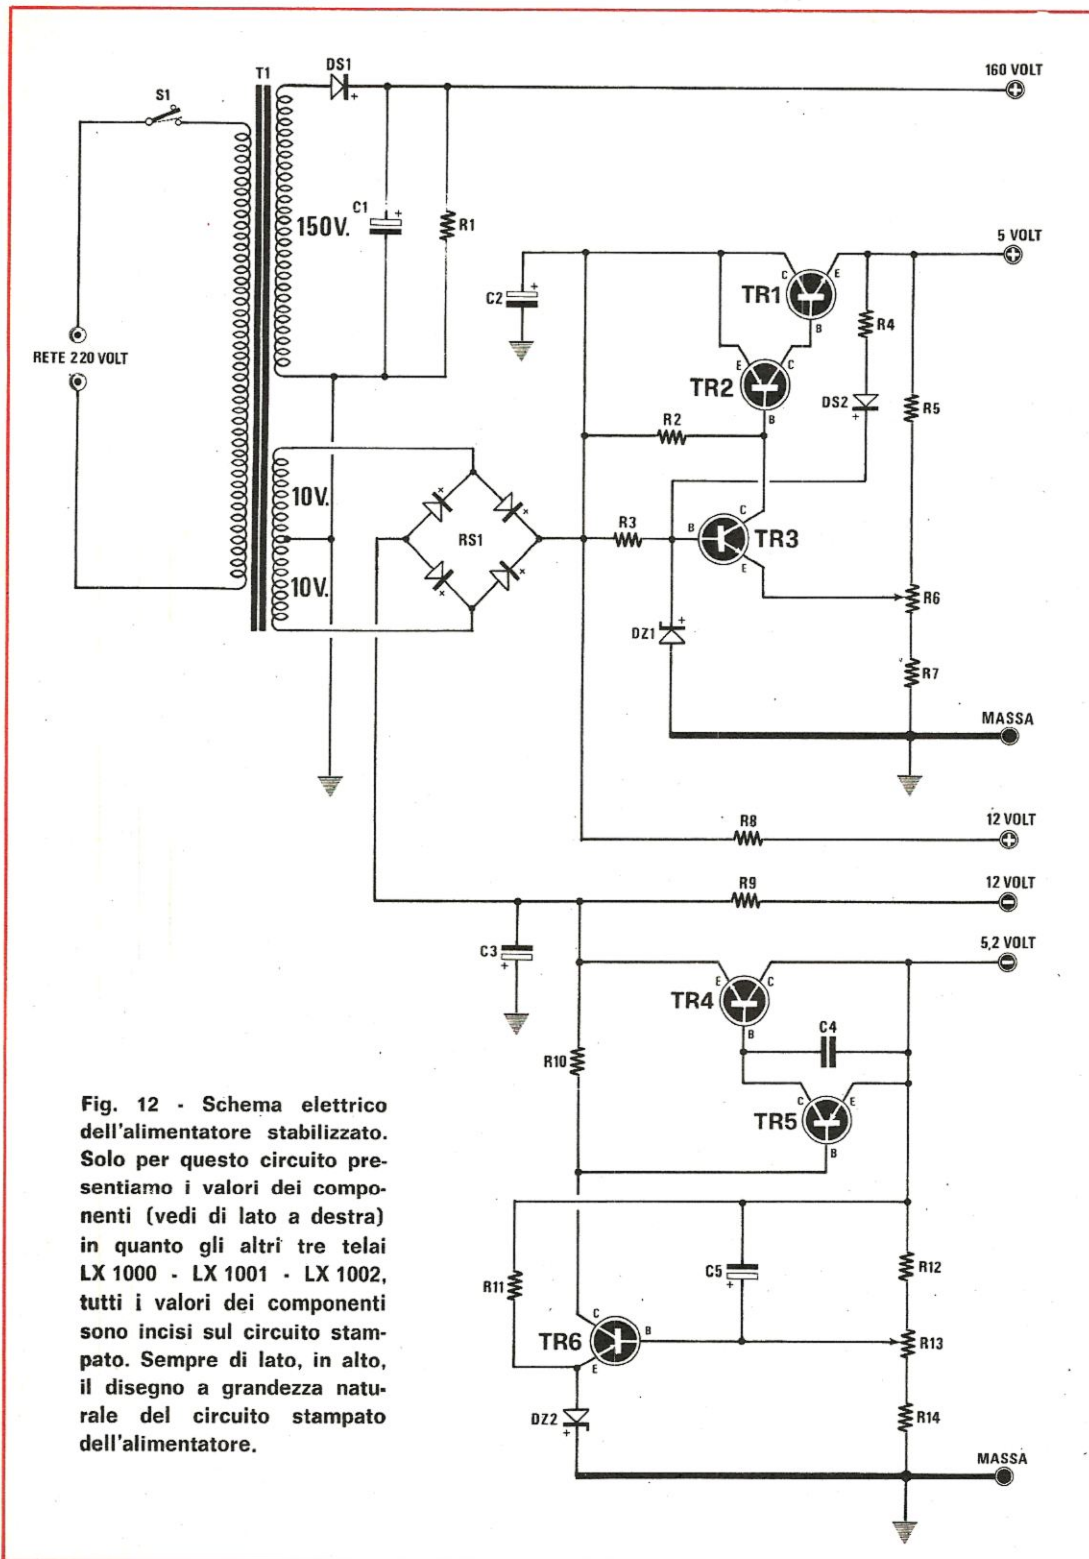 T1
DS1
160 VOLT
S1
+
+
150V.
C1
R1
5 VOLT
C
E
TR1
B
+
C2
R4
RETE 220 VOLT
E
C
TR2
B
DS2
+
R5
R2
10V.
RS1
R3
B
C
TR3
E
10V.
R6
DZ1
+
R7
MASSA
R8
12 VOLT
R9
12 VOLT
C3
+
5,2 VOLT
E
C
TR4
B
C4
R10
C
E
TR5
B
Fig. 12 - Schema elettrico
dell'alimentatore stabilizzato.
Solo per questo circuito pre-
sentiamo i valori dei compo-
nenti (vedi di lato a destra)
in quanto gli altri tre telai
LX 1000 - LX 1001 - LX 1002,
tutti i valori dei componenti
sono incisi sul circuito stam-
pato. Sempre di lato, in alto,
il disegno a grandezza natu-
rale del circuito stampato
dell'alimentatore.
R11
C5
+
R12
C
TR6
B
E
R13
DZ2
+
R14
MASSA